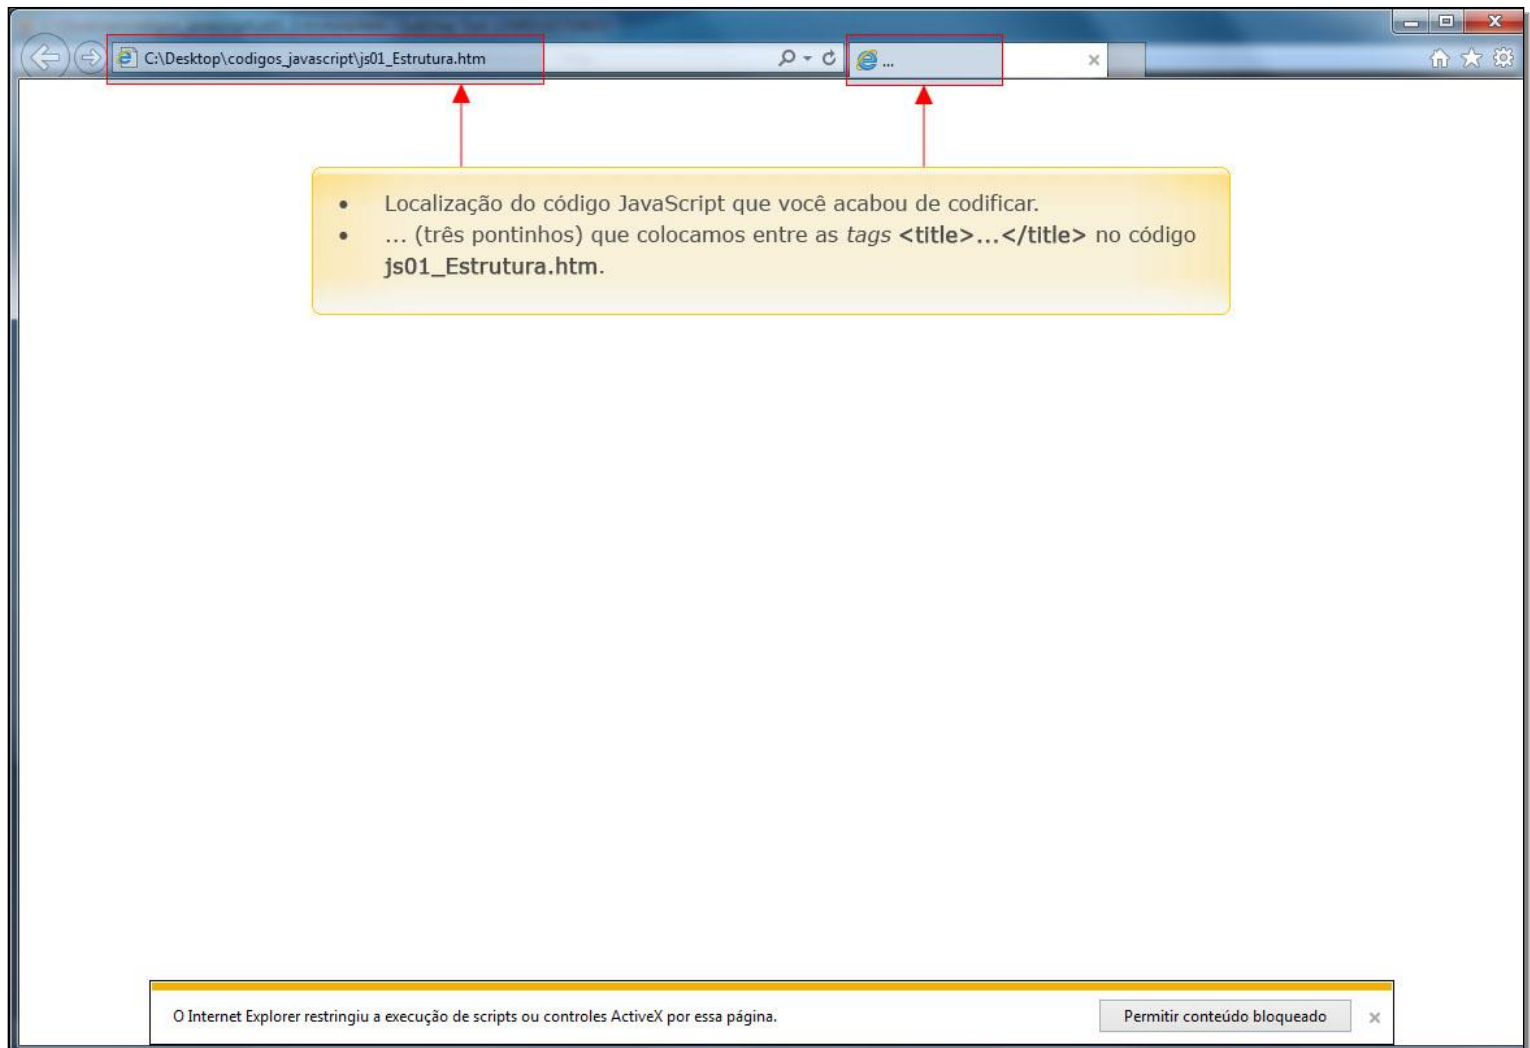 C:\Desktop\codigos_javascript\js01_Estrutura.htm
...
• Localização do código JavaScript que você acabou de codificar.
• ... (três pontinhos) que colocamos entre as tags <title>...</title> no código
js01_Estrutura.htm.
O Internet Explorer restringiu a execução de scripts ou controles ActiveX por essa página.
Permitir conteúdo bloqueado